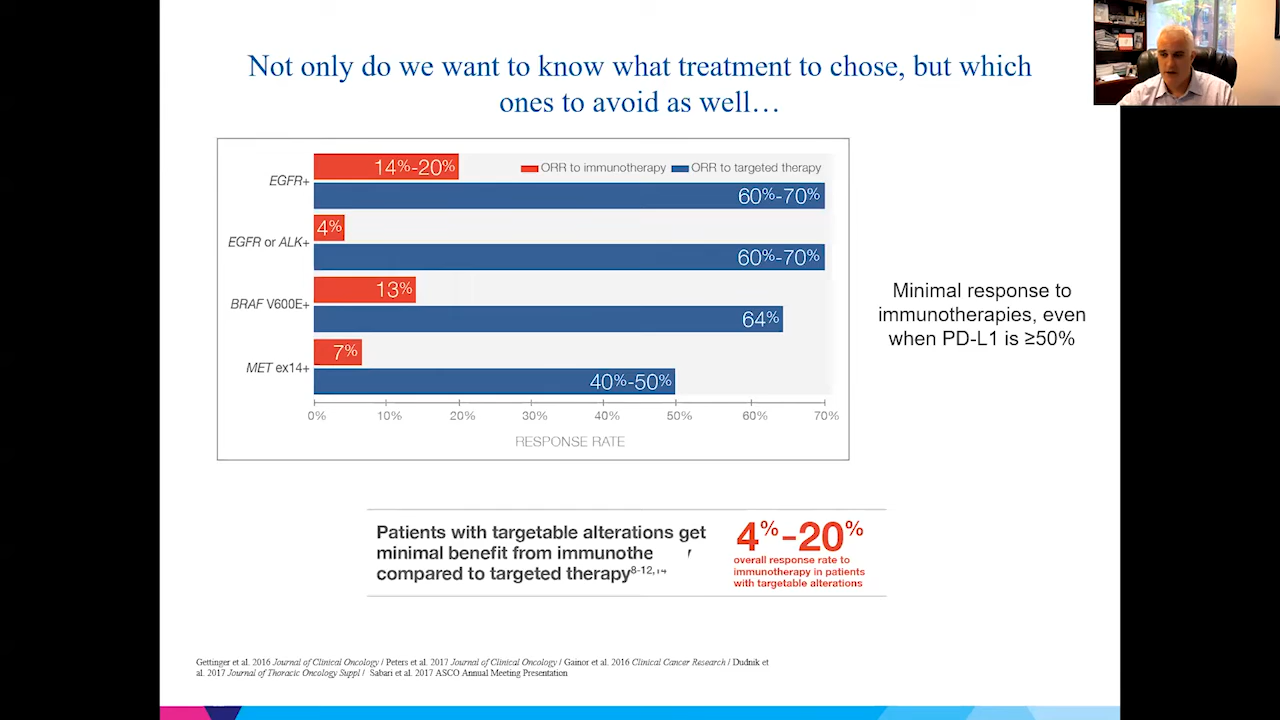 Not only do we want to know what treatment to chose, but which
ones to avoid as well…
ORR to immunotherapy
ORR to targeted therapy
EGFR+
14%-20%
60%-70%
EGFR or ALK+
4%
60%-70%
BRAF V600E+
13%
64%
MET ex14+
7%
40%-50%
0% 10% 20% 30% 40% 50% 60% 70%
RESPONSE RATE
Minimal response to
immunotherapies, even
when PD-L1 is ≥50%
Patients with targetable alterations get
minimal benefit from
compared to targeted therapy8-12,14
4%-20%
overall response rate to
immunotherapy in patients
with targetable alterations
Gettinger et al. 2016 Journal of Clinical Oncology / Peters et al. 2017 Journal of Clinical Oncology / Gainor et al. 2016 Clinical Cancer Research / Dudnik et
al. 2017 Journal of Thoracic Oncology Suppl / Sabari et al. 2017 ASCO Annual Meeting Presentation